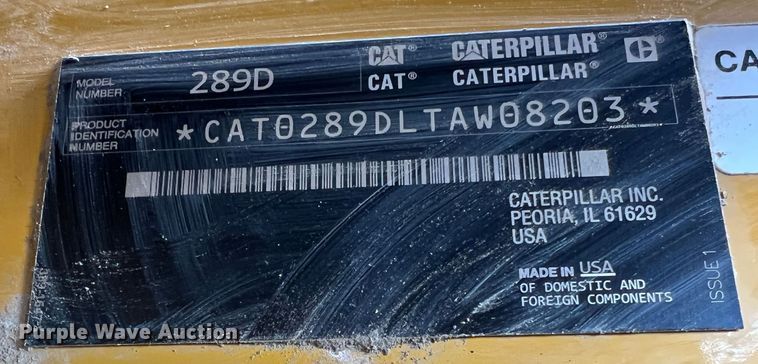 CAT CATERPILLAR C
CAT® CATERPILLAR®
MODEL NUMBER 289D
PRODUCT IDENTIFICATION NUMBER *CAT0289DLTAW08203*
CATERPILLAR INC.
PEORIA, IL 61629
USA
MADE IN USA
OF DOMESTIC AND
FOREIGN COMPONENTS
ISSUE 1
CA
Purple Wave Auction